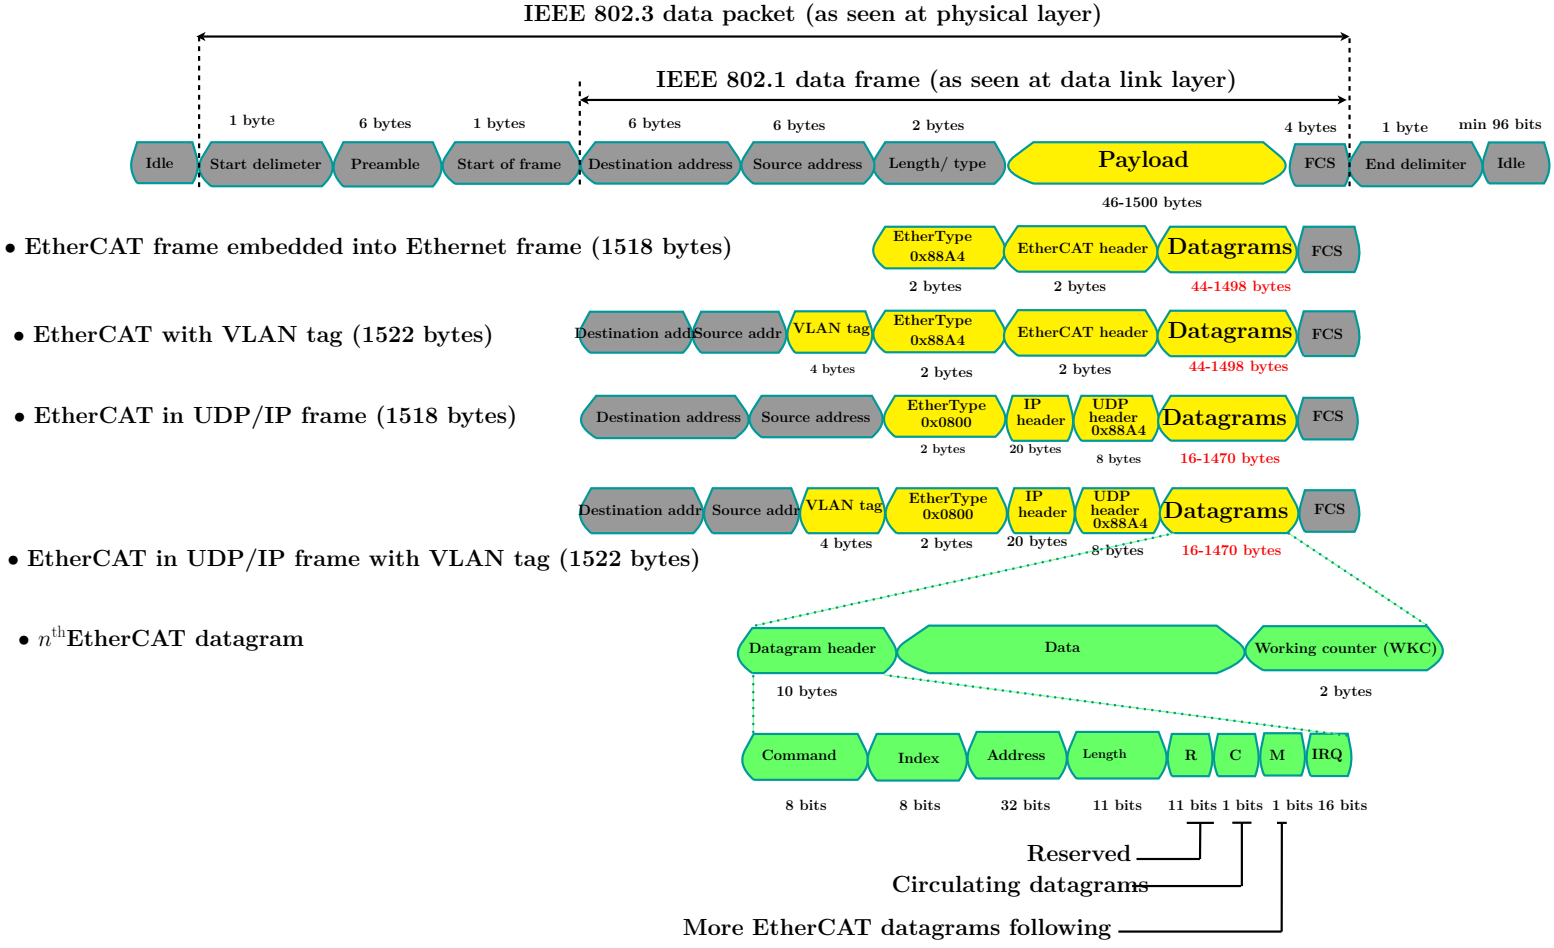 IEEE 802.3 data packet (as seen at physical layer)
IEEE 802.1 data frame (as seen at data link layer)
1 byte 6 bytes 1 bytes 6 bytes 6 bytes 2 bytes 4 bytes 1 byte min 96 bits
Idle Start delimeter Preamble Start of frame Destination address Source address Length/ type Payload FCS End delimiter Idle
46-1500 bytes
• EtherCAT frame embedded into Ethernet frame (1518 bytes)
EtherType
0x88A4
EtherCAT header Datagrams FCS
2 bytes 2 bytes 44-1498 bytes
• EtherCAT with VLAN tag (1522 bytes)
Destination addr Source addr VLAN tag
EtherType
0x88A4
EtherCAT header Datagrams FCS
4 bytes 2 bytes 2 bytes 44-1498 bytes
• EtherCAT in UDP/IP frame (1518 bytes)
Destination address Source address
EtherType
0x0800
IP
header
UDP
header
0x88A4
Datagrams FCS
2 bytes 20 bytes 8 bytes 16-1470 bytes
Destination addr Source addr VLAN tag
EtherType
0x0800
IP
header
UDP
header
0x88A4
Datagrams FCS
4 bytes 2 bytes 20 bytes 8 bytes 16-1470 bytes
• EtherCAT in UDP/IP frame with VLAN tag (1522 bytes)
• nthEtherCAT datagram
Datagram header Data Working counter (WKC)
10 bytes 2 bytes
Command Index Address Length R C M IRQ
8 bits 8 bits 32 bits 11 bits 11 bits 1 bits 1 bits 16 bits
Reserved
Circulating datagrams
More EtherCAT datagrams following